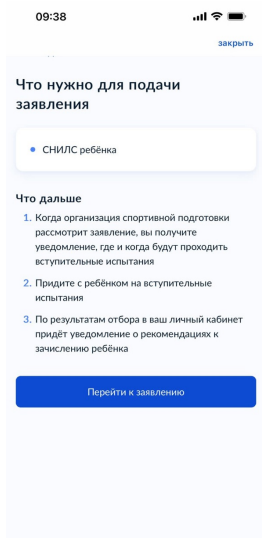 09:38
закрыть
Что нужно для подачи
заявления
СНИЛС ребёнка
Что дальше
1. Когда организация спортивной подготовки
рассмотрит заявление, вы получите
уведомление, где и когда будут проходить
вступительные испытания
2. Придите с ребёнком на вступительные
испытания
3. По результатам отбора в ваш личный кабинет
придёт уведомление о рекомендациях к
зачислению ребёнка
Перейти к заявлению